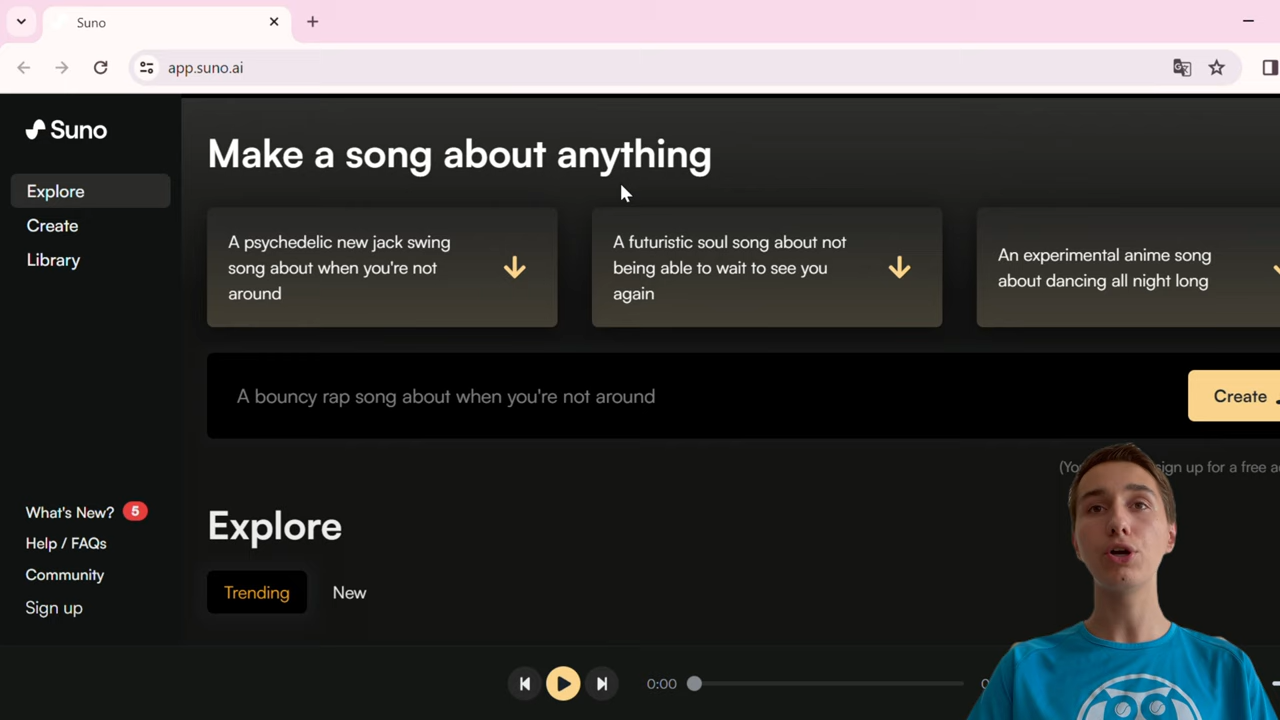 Suno
app.suno.ai
Suno
Explore
Create
Library
Make a song about anything
A psychedelic new jack swing
song about when you're not
around
A futuristic soul song about not
being able to wait to see you
again
An experimental anime song
about dancing all night long
A bouncy rap song about when you're not around
Create
sign up for a free
Explore
Trending
New
What's New? 5
Help / FAQs
Community
Sign up
0:00